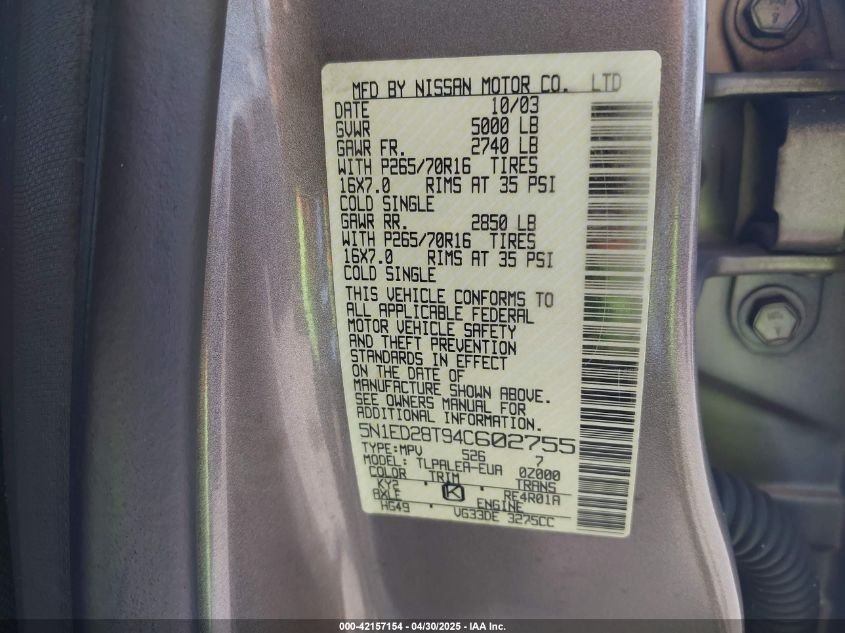 MFD BY NISSAN MOTOR CO. LTD
DATE 10/03
GVWR 5000 LB
GAWR FR. 2740 LB
WITH P265/70R16 TIRES
16X7.0 RIMS AT 35 PSI
COLD SINGLE
GAWR RR. 2850 LB
WITH P265/70R16 TIRES
16X7.0 RIMS AT 35 PSI
COLD SINGLE
THIS VEHICLE CONFORMS TO
ALL APPLICABLE FEDERAL
MOTOR VEHICLE SAFETY
AND THEFT PREVENTION
STANDARDS IN EFFECT
ON THE DATE OF
MANUFACTURE SHOWN ABOVE.
SEE OWNERS MANUAL FOR
ADDITIONAL INFORMATION.
5N1ED28T94C602755
TYPE:MPV 526 7
MODEL: TLPALEA-EUA 0Z000
COLOR TRIM TRANS
KY2 K RE4R01A
AXLE ENGINE
HG49 VG33DE 3275CC
000-42157154 - 04/30/2025 - IAA Inc.